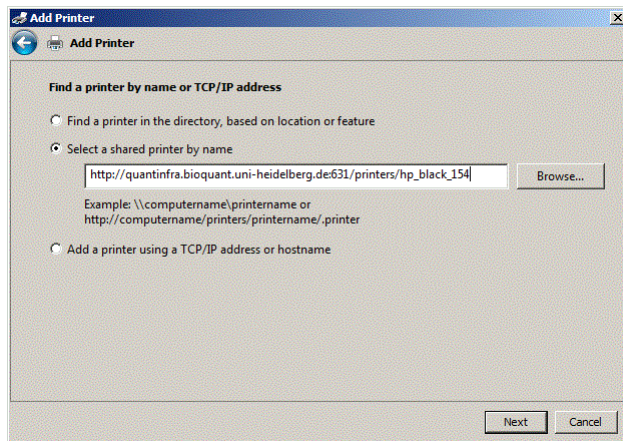 Add Printer
Add Printer
Find a printer by name or TCP/IP address
Find a printer in the directory, based on location or feature
Select a shared printer by name
http://quantinfra.bioquant.uni-heidelberg.de:631/printers/hp_black_154
Browse...
Example: \\computername\printername or
http://computername/printers/printername/.printer
Add a printer using a TCP/IP address or hostname
Next
Cancel